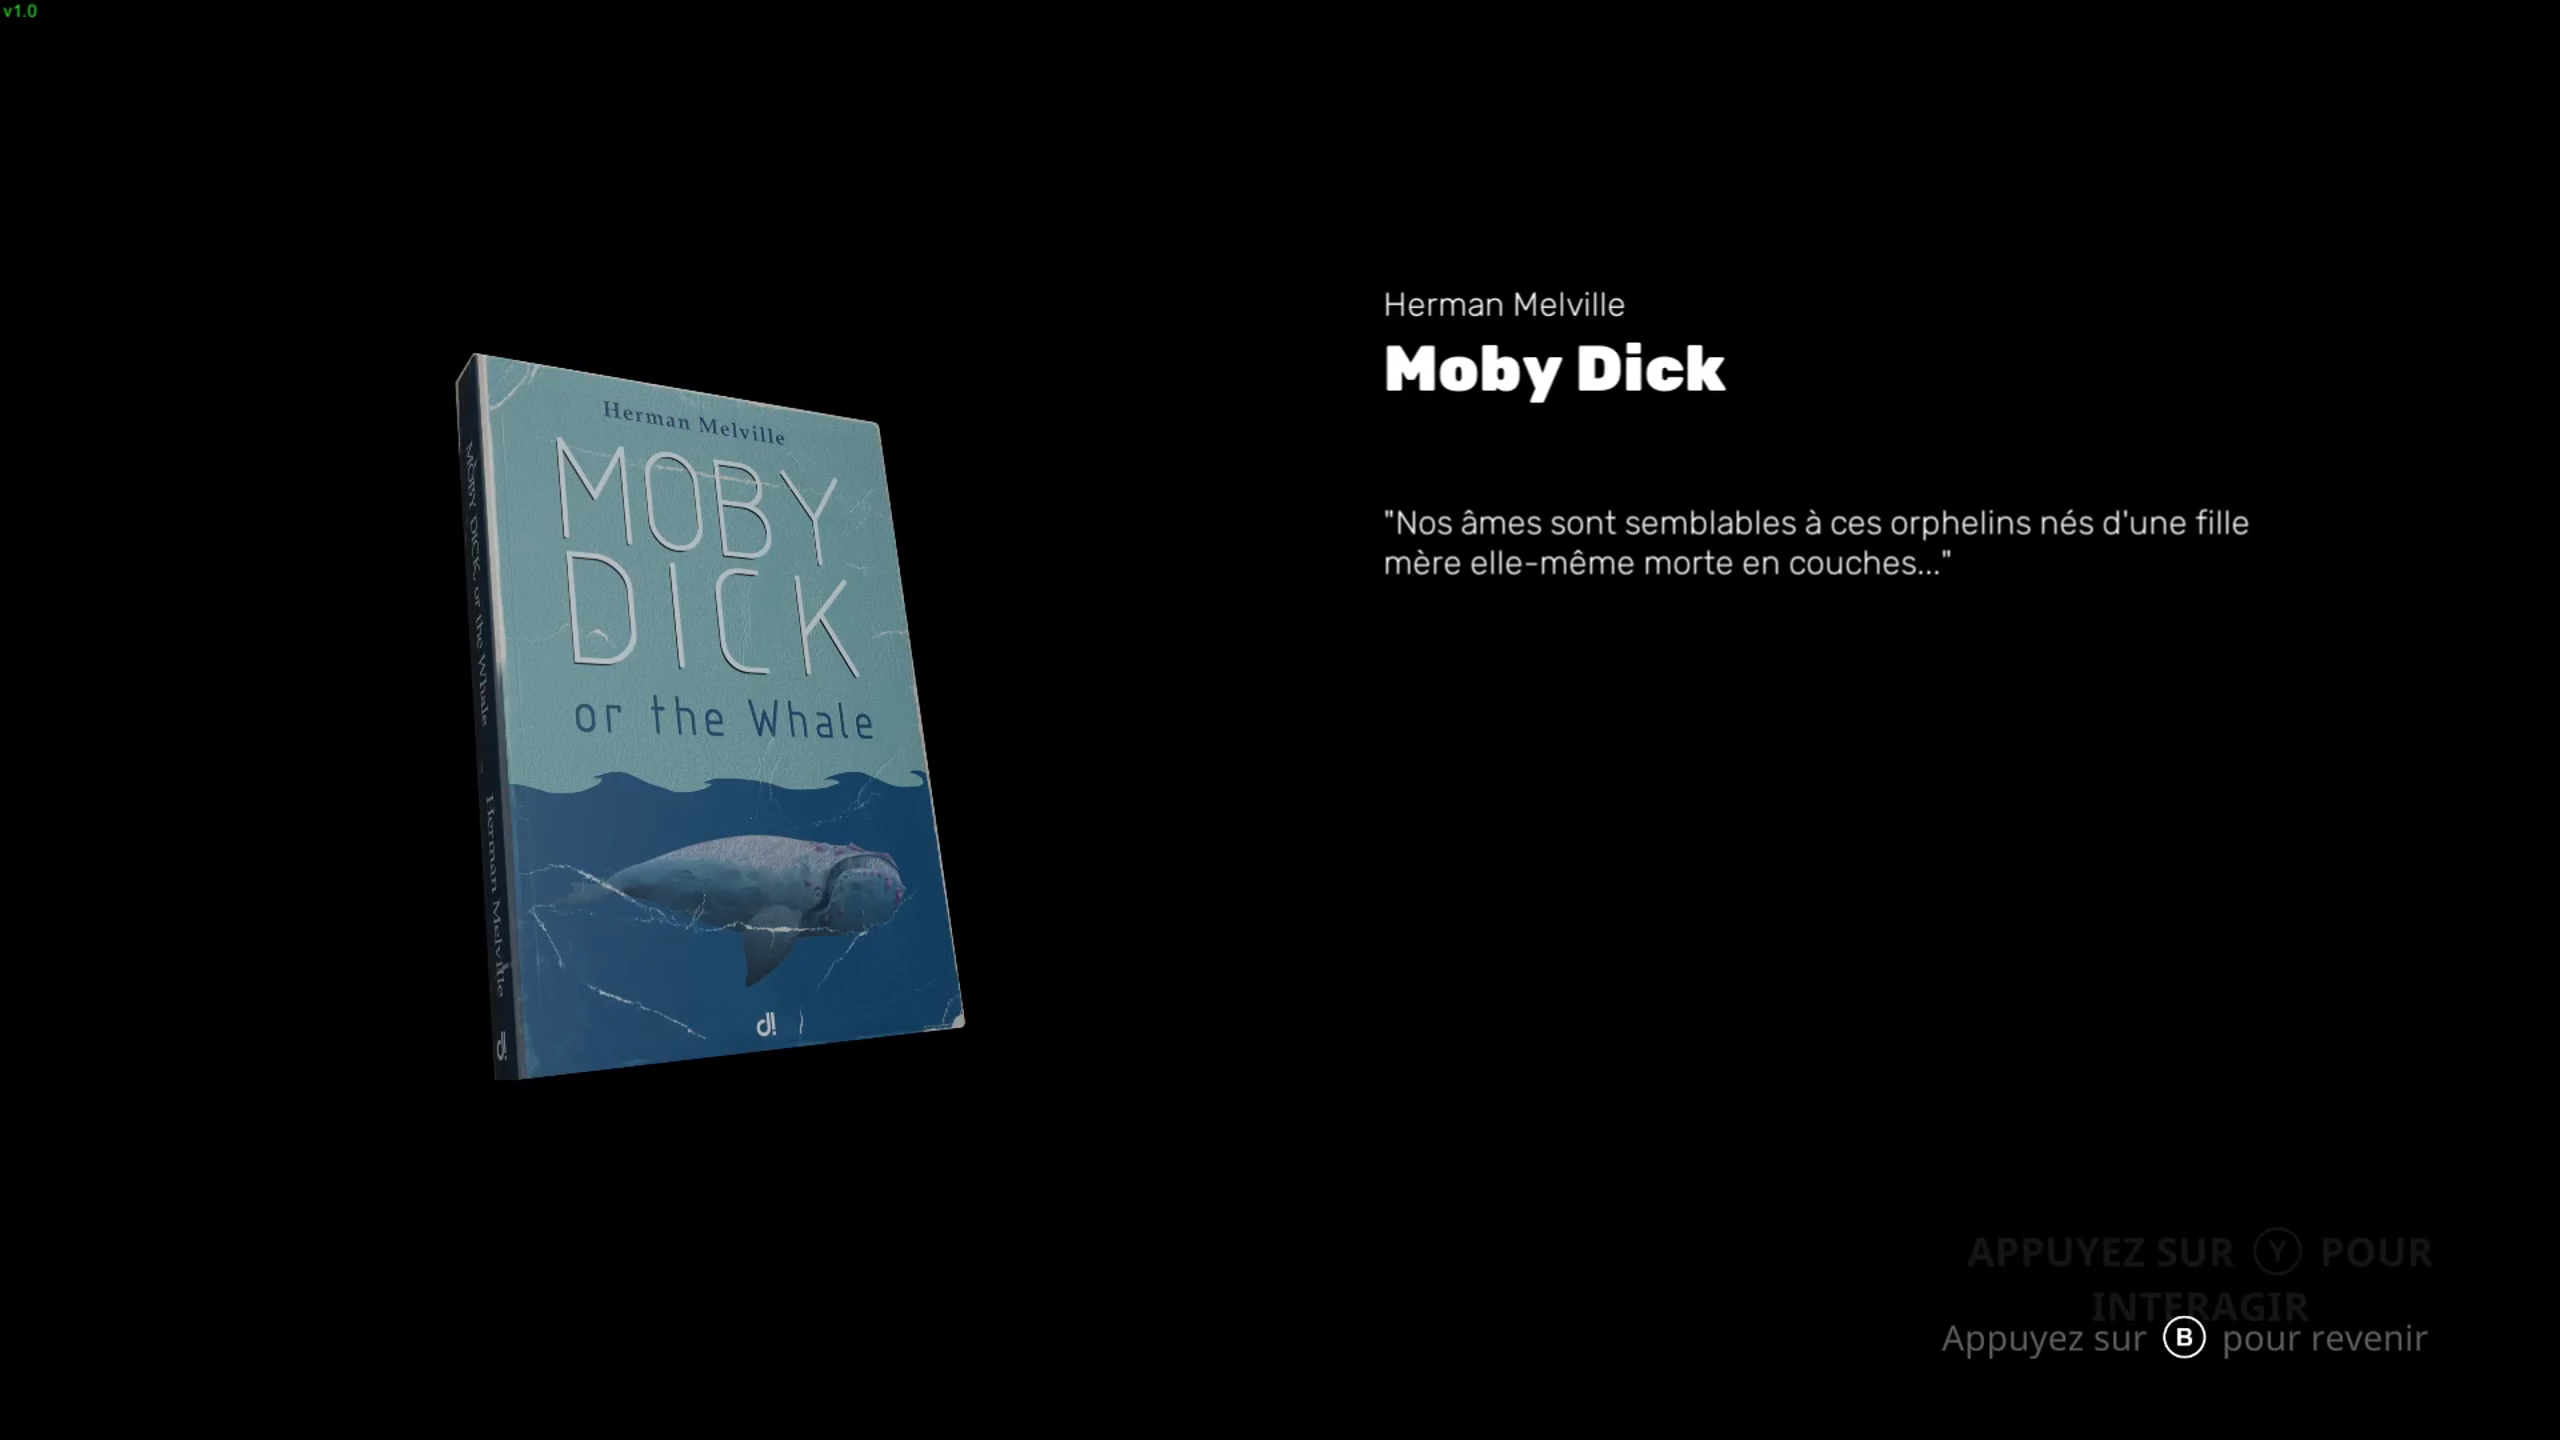 v1.0
Herman Melville
MOBY
DICK
or the Whale
MOBY DICK, or the Whale - Herman Melville
d!
Herman Melville
Moby Dick
"Nos âmes sont semblables à ces orphelins nés d'une fille
mère elle-même morte en couches..."
APPUYEZ SUR Y POUR
INTERAGIR
Appuyez sur B pour revenir